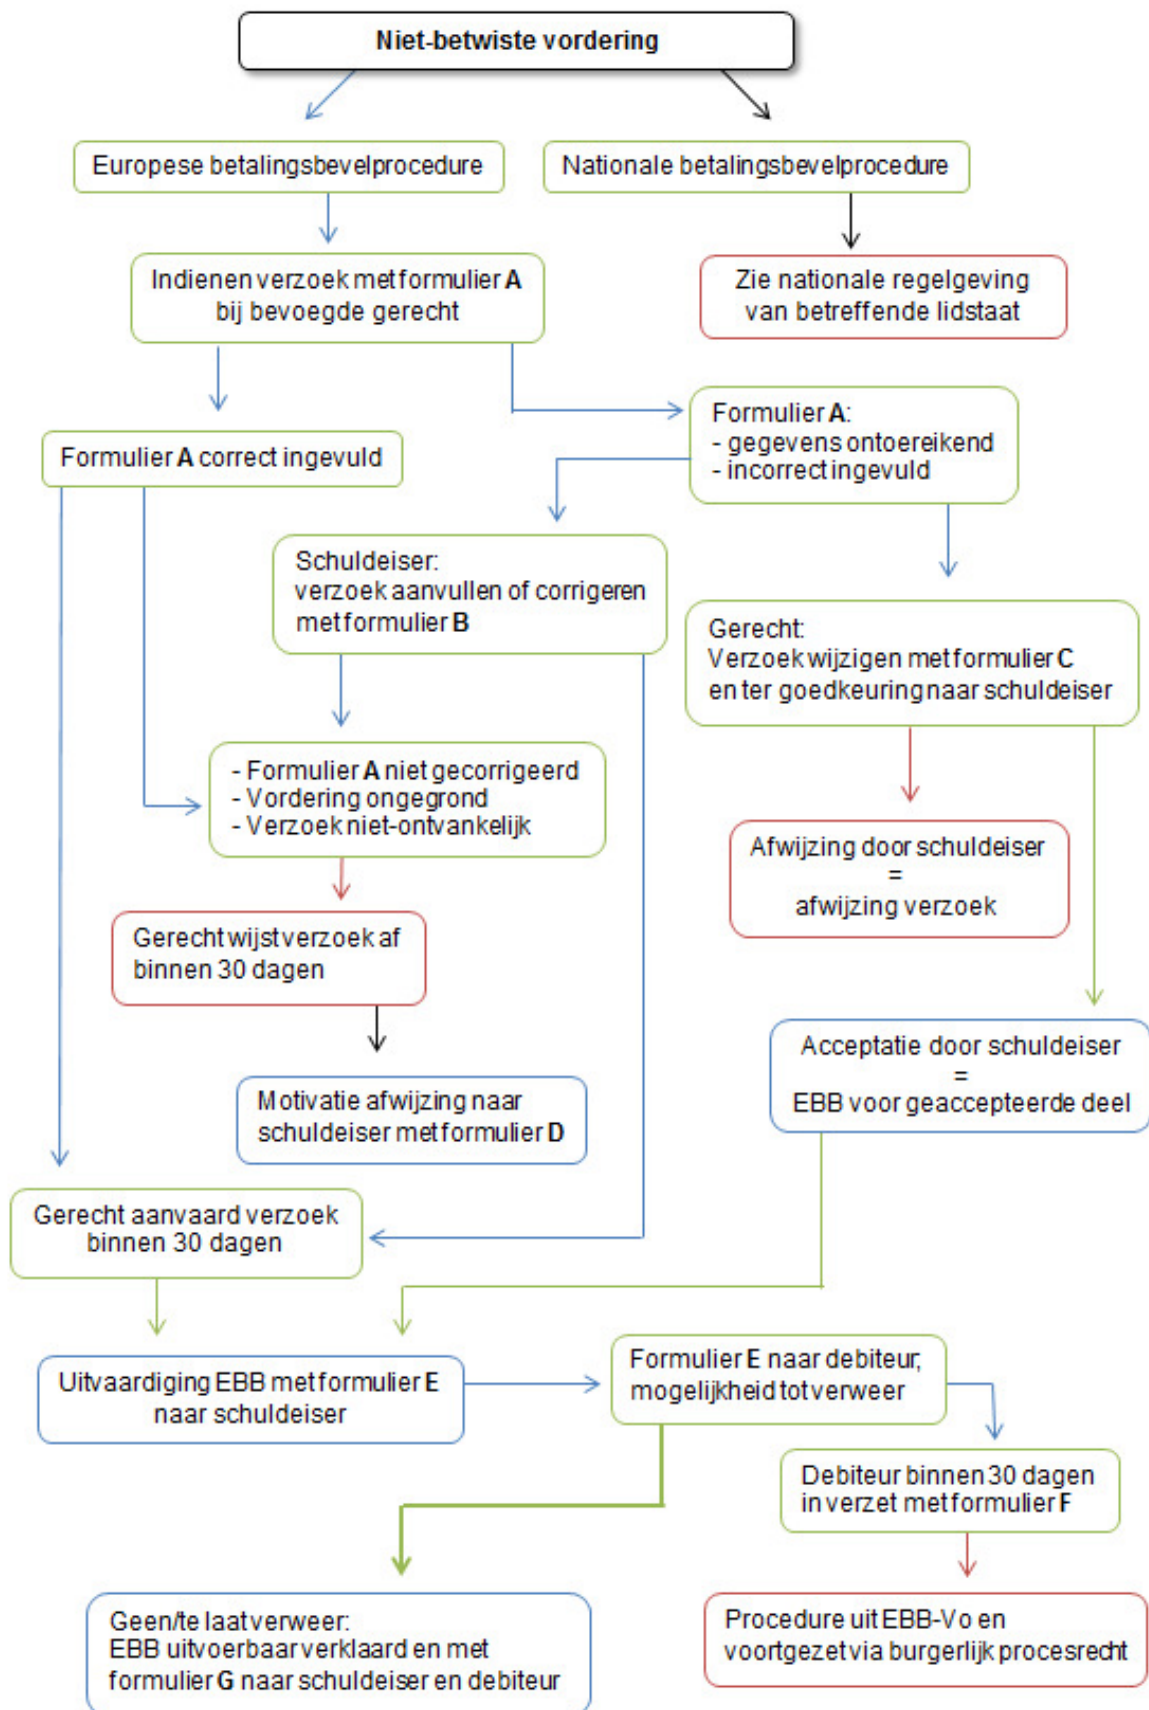 Niet-betwiste vordering
Europese betalingsbevelprocedure
Nationale betalingsbevelprocedure
Indienen verzoek met formulier A
bij bevoegde gerecht
Zie nationale regelgeving
van betreffende lidstaat
Formulier A:
- gegevens ontoereikend
- incorrect ingevuld
Formulier A correct ingevuld
Schuldeiser:
verzoek aanvullen of corrigeren
met formulier B
Gerecht:
Verzoek wijzigen met formulier C
en ter goedkeuring naar schuldeiser
- Formulier A niet gecorrigeerd
- Vordering ongegrond
- Verzoek niet-ontvankelijk
Afwijzing door schuldeiser
=
afwijzing verzoek
Gerecht wijst verzoek af
binnen 30 dagen
Acceptatie door schuldeiser
=
EBB voor geaccepteerde deel
Motivatie afwijzing naar
schuldeiser met formulier D
Gerecht aanvaard verzoek
binnen 30 dagen
Uitvaardiging EBB met formulier E
naar schuldeiser
Formulier E naar debiteur,
mogelijkheid tot verweer
Debiteur binnen 30 dagen
in verzet met formulier F
Geen/te laat verweer:
EBB uitvoerbaar verklaard en met
formulier G naar schuldeiser en debiteur
Procedure uit EBB-Vo en
voortgezet via burgerlijk procesrecht